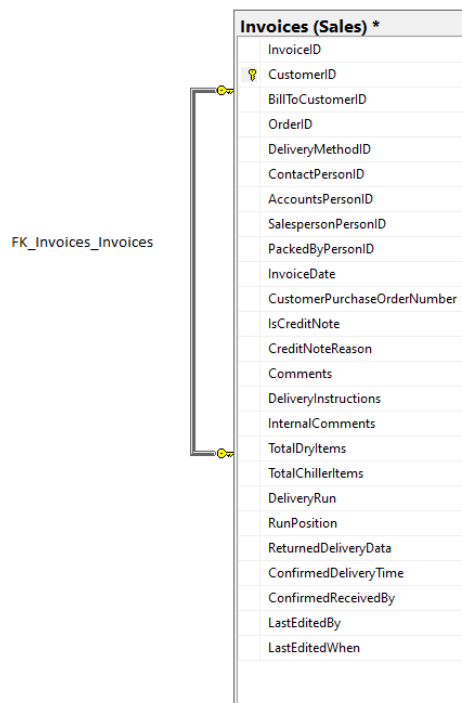 Invoices (Sales) *
InvoiceID
CustomerID
BillToCustomerID
OrderID
DeliveryMethodID
ContactPersonID
AccountsPersonID
SalespersonPersonID
FK_Invoices_Invoices
PackedByPersonID
InvoiceDate
CustomerPurchaseOrderNumber
IsCreditNote
CreditNoteReason
Comments
DeliveryInstructions
InternalComments
TotalDryItems
TotalChillerItems
DeliveryRun
RunPosition
ReturnedDeliveryData
ConfirmedDeliveryTime
ConfirmedReceivedBy
LastEditedBy
LastEditedWhen